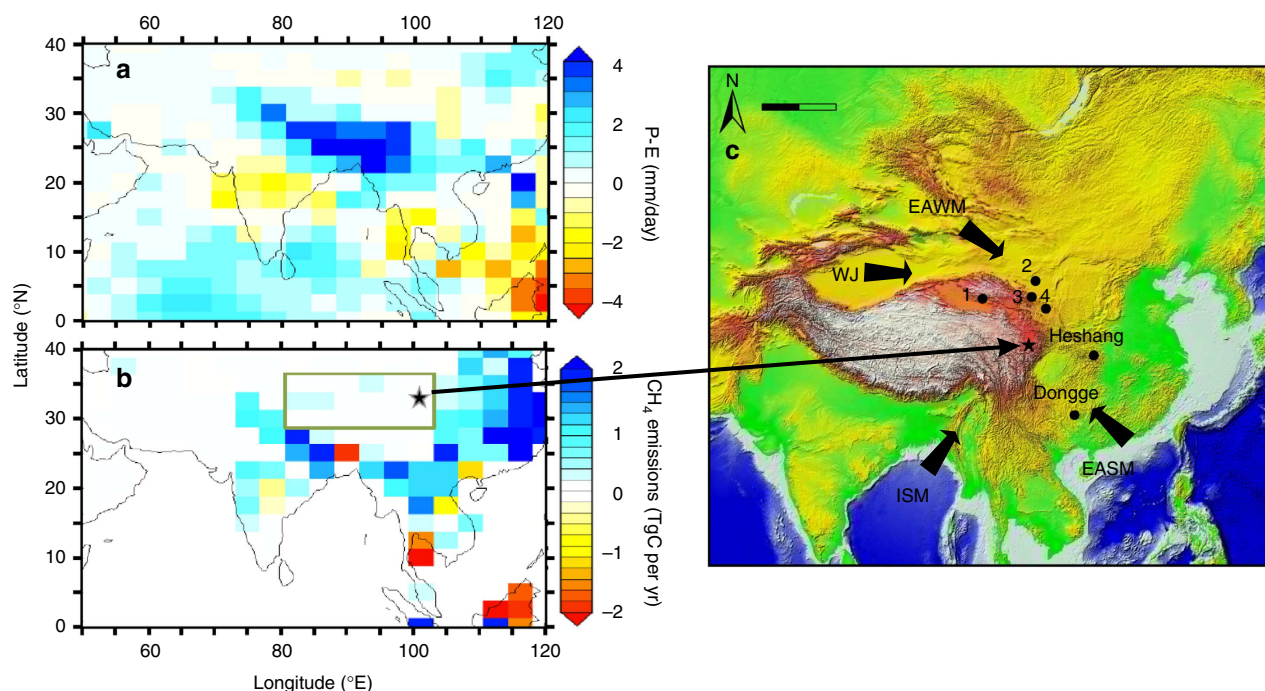 60 80 100 120
40
30
20
10
0
a
4
2
0
−2
−4
P-E (mm/day)
Latitude (°N)
40
30
20
10
0
b
2
1
0
−1
−2
CH4 emissions (TgC per yr)
60 80 100 120
Longitude (°E)
N
c
EAWM
WJ
2
1
3
4
Heshang
Dongge
EASM
ISM